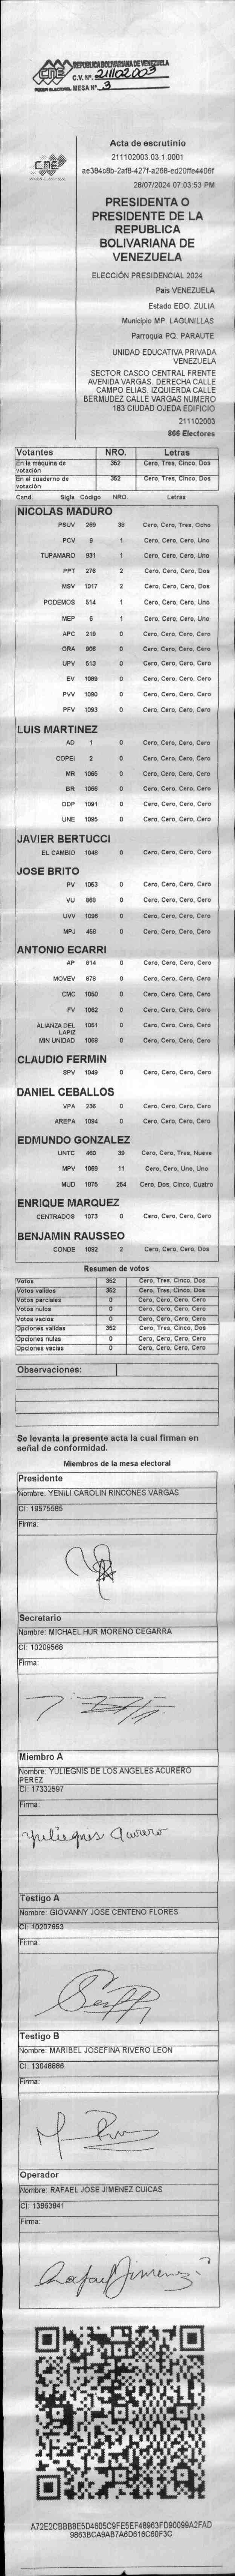 REPUBLICA BOLIVARIANA DE VENEZUELA
CNE
C.V. Nº. 211102003
PODER ELECTORAL MESA Nº. 3
Acta de escrutinio
211102003.03.1.0001
ae384c8b-2af8-427f-a268-ed20ffe4406f
28/07/2024 07:03:53 PM
CNE
PRESIDENTA O
PRESIDENTE DE LA
REPUBLICA
BOLIVARIANA DE
VENEZUELA
ELECCIÓN PRESIDENCIAL 2024
País VENEZUELA
Estado EDO. ZULIA
Municipio MP. LAGUNILLAS
Parroquia PQ. PARAUTE
UNIDAD EDUCATIVA PRIVADA
VENEZUELA
SECTOR CASCO CENTRAL FRENTE
AVENIDA VARGAS. DERECHA CALLE
CAMPO ELIAS. IZQUIERDA CALLE
BERMUDEZ CALLE VARGAS NUMERO
183 CIUDAD OJEDA EDIFICIO
211102003
866 Electores
Votantes NRO. Letras
En la máquina de votación 352 Cero, Tres, Cinco, Dos
En el cuaderno de votación 352 Cero, Tres, Cinco, Dos
Cand. Sigla Código NRO. Letras
NICOLAS MADURO
PSUV 269 38 Cero, Cero, Tres, Ocho
PCV 9 1 Cero, Cero, Cero, Uno
TUPAMARO 931 1 Cero, Cero, Cero, Uno
PPT 276 2 Cero, Cero, Cero, Dos
MSV 1017 2 Cero, Cero, Cero, Dos
PODEMOS 514 1 Cero, Cero, Cero, Uno
MEP 6 1 Cero, Cero, Cero, Uno
APC 219 0 Cero, Cero, Cero, Cero
ORA 906 0 Cero, Cero, Cero, Cero
UPV 513 0 Cero, Cero, Cero, Cero
EV 1089 0 Cero, Cero, Cero, Cero
PVV 1090 0 Cero, Cero, Cero, Cero
PFV 1093 0 Cero, Cero, Cero, Cero
LUIS MARTINEZ
AD 1 0 Cero, Cero, Cero, Cero
COPEI 2 0 Cero, Cero, Cero, Cero
MR 1065 0 Cero, Cero, Cero, Cero
BR 1066 0 Cero, Cero, Cero, Cero
DDP 1091 0 Cero, Cero, Cero, Cero
UNE 1095 0 Cero, Cero, Cero, Cero
JAVIER BERTUCCI
EL CAMBIO 1048 0 Cero, Cero, Cero, Cero
JOSE BRITO
PV 1053 0 Cero, Cero, Cero, Cero
VU 968 0 Cero, Cero, Cero, Cero
UVV 1096 0 Cero, Cero, Cero, Cero
MPJ 459 0 Cero, Cero, Cero, Cero
ANTONIO ECARRI
AP 814 0 Cero, Cero, Cero, Cero
MOVEV 878 0 Cero, Cero, Cero, Cero
CMC 1050 0 Cero, Cero, Cero, Cero
FV 1062 0 Cero, Cero, Cero, Cero
ALIANZA DEL LAPIZ 1051 0 Cero, Cero, Cero, Cero
MIN UNIDAD 1069 0 Cero, Cero, Cero, Cero
CLAUDIO FERMIN
SPV 1049 0 Cero, Cero, Cero, Cero
DANIEL CEBALLOS
VPA 236 0 Cero, Cero, Cero, Cero
AREPA 1094 0 Cero, Cero, Cero, Cero
EDMUNDO GONZALEZ
UNTC 460 39 Cero, Cero, Tres, Nueve
MPV 1068 11 Cero, Cero, Uno, Uno
MUD 1075 254 Cero, Dos, Cinco, Cuatro
ENRIQUE MARQUEZ
CENTRADOS 1073 0 Cero, Cero, Cero, Cero
BENJAMIN RAUSSEO
CONDE 1092 2 Cero, Cero, Cero, Dos
Resumen de votos
Votos 352 Cero, Tres, Cinco, Dos
Votos validos 352 Cero, Tres, Cinco, Dos
Votos parciales 0 Cero, Cero, Cero, Cero
Votos nulos 0 Cero, Cero, Cero, Cero
Votos vacios 0 Cero, Cero, Cero, Cero
Opciones validas 352 Cero, Tres, Cinco, Dos
Opciones nulas 0 Cero, Cero, Cero, Cero
Opciones vacias 0 Cero, Cero, Cero, Cero
Observaciones:
Se levanta la presente acta la cual firman en
señal de conformidad.
Miembros de la mesa electoral
Presidente
Nombre: YENILI CAROLIN RINCONES VARGAS
CI: 19575585
Firma:
Secretario
Nombre: MICHAEL HUR MORENO CEGARRA
CI: 10209568
Firma:
Miembro A
Nombre: YULIEGNIS DE LOS ANGELES ACURERO
PEREZ
CI: 17332597
Firma:
Yuliegnis Acurero
Testigo A
Nombre: GIOVANNY JOSE CENTENO FLORES
CI: 10207653
Firma:
Testigo B
Nombre: MARIBEL JOSEFINA RIVERO LEON
CI: 13048886
Firma:
Operador
Nombre: RAFAEL JOSE JIMENEZ CUICAS
CI: 13863841
Firma:
Rafael Jimenez
A72E2CBBB8E5D4605C9FE5EF48963FD90099A2FAD
9863BCA9AB7A6D616C60F3C